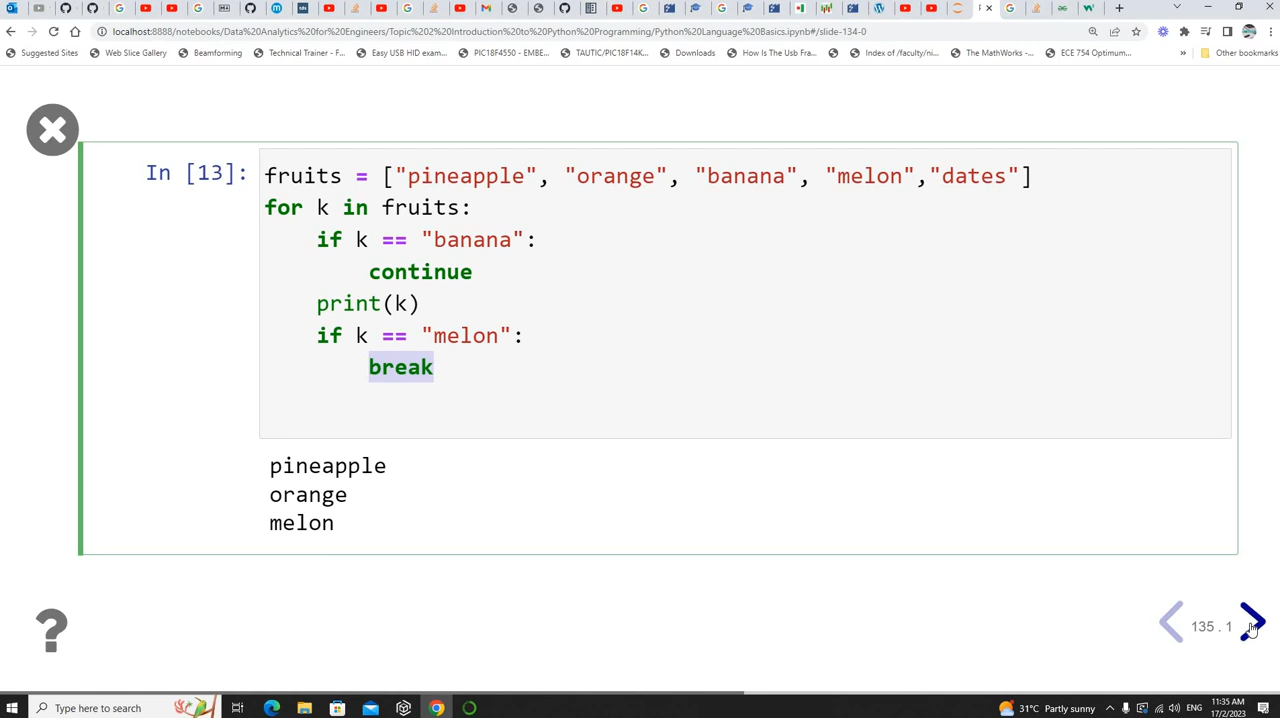 localhost:8888/notebooks/Data%20Analytics%20for%20Engineers/Topic%202%20Introduction%20to%20Python%20Programming/Python%20Language%20Basics.ipynb#/slide-134-0
Suggested Sites Web Slice Gallery Beamforming Technical Trainer - F... Easy USB HID exam... PIC18F4550 - EMBE... TAUTIC/PIC18F14K... Downloads How Is The Usb Fra... Index of /faculty/ni... The MathWorks -... ECE 754 Optimum... » Other bookmarks
In [13]: fruits = ["pineapple", "orange", "banana", "melon","dates"]
for k in fruits:
if k == "banana":
continue
print(k)
if k == "melon":
break
pineapple
orange
melon
?
135 . 1
Type here to search
31°C Partly sunny ENG 11:35 AM
17/2/2023